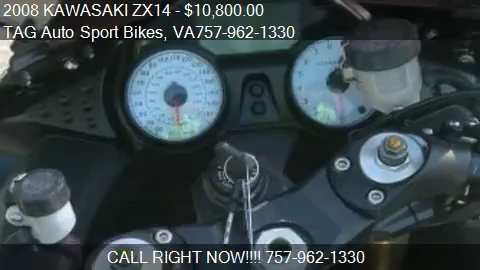 2008 KAWASAKI ZX14 - $10,800.00
TAG Auto Sport Bikes, VA757-962-1330
CALL RIGHT NOW!!!! 757-962-1330